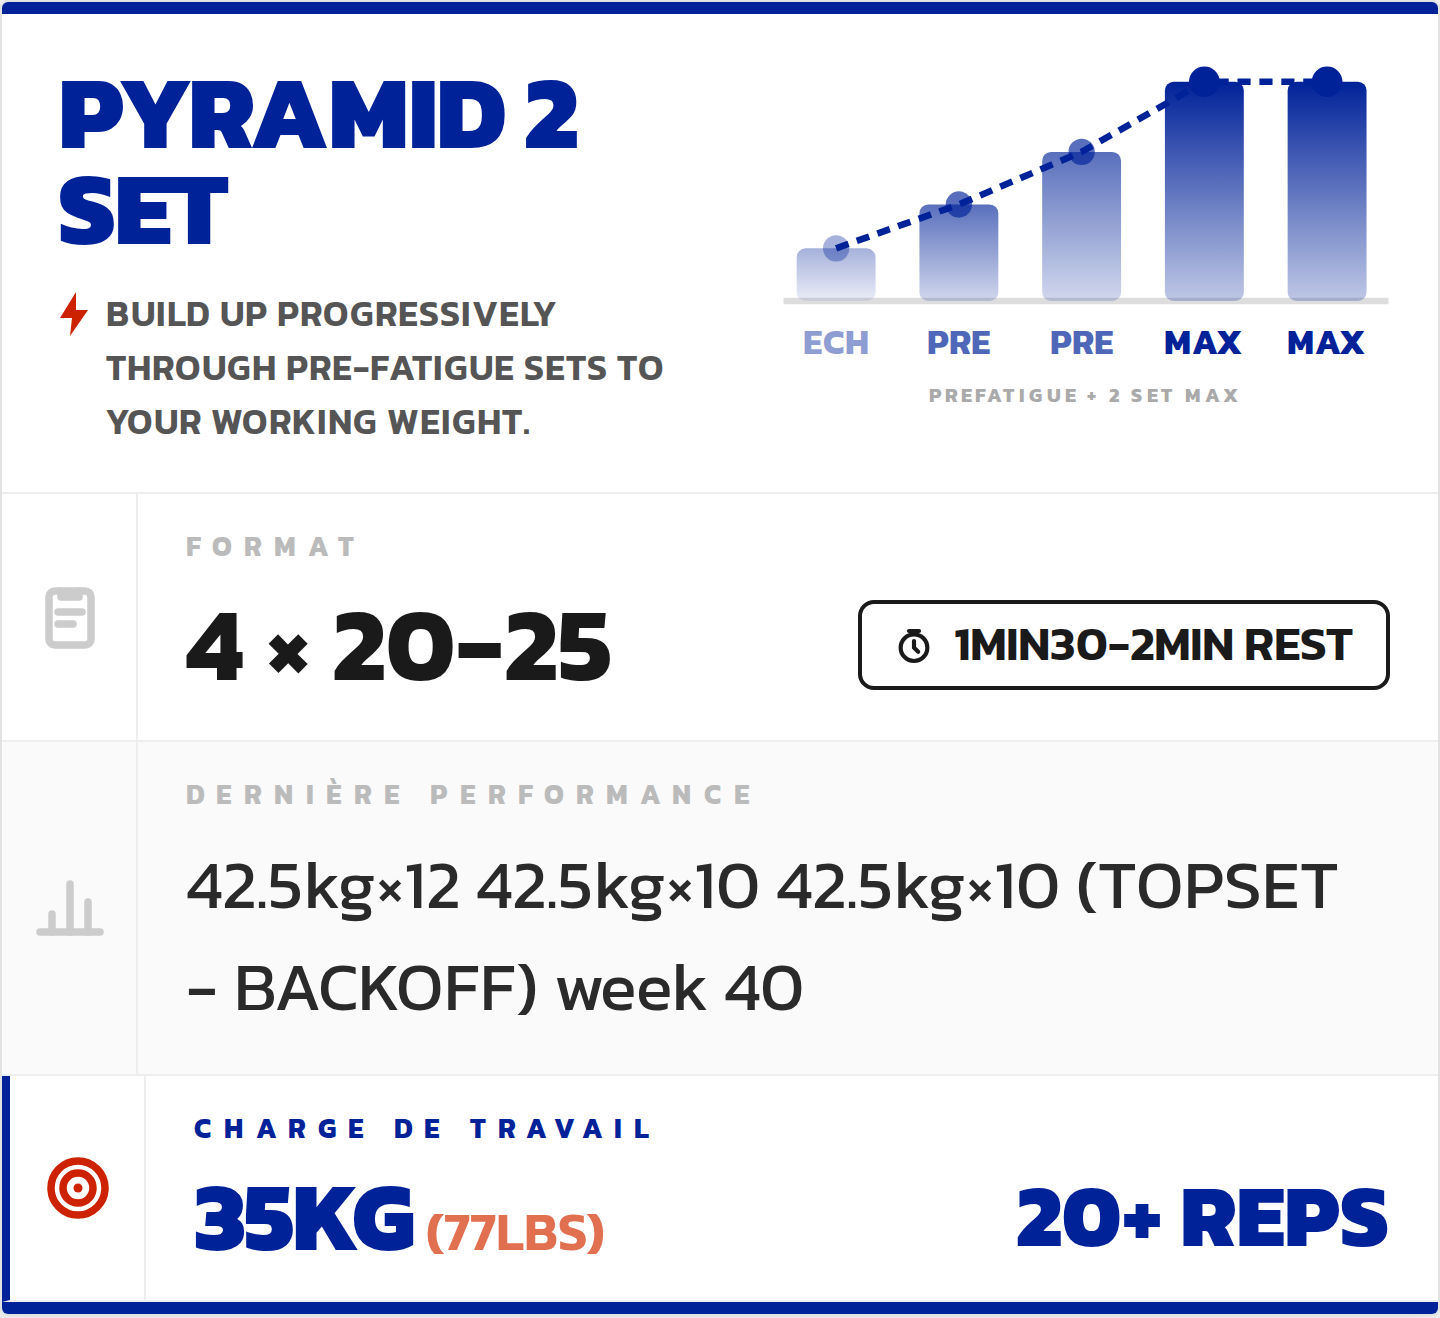 PYRAMID 2
SET
BUILD UP PROGRESSIVELY
THROUGH PRE-FATIGUE SETS TO
YOUR WORKING WEIGHT.
ECH PRE PRE MAX MAX
PREFATIGUE + 2 SET MAX
FORMAT
4 × 20–25
1MIN30–2MIN REST
DERNIÈRE PERFORMANCE
42.5kg×12 42.5kg×10 42.5kg×10 (TOPSET
– BACKOFF) week 40
CHARGE DE TRAVAIL
35KG (77LBS)
20+ REPS